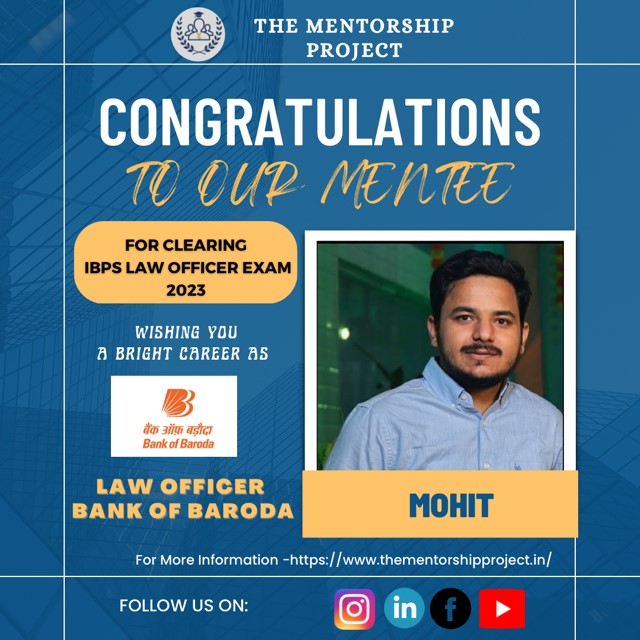 THE MENTORSHIP
PROJECT
CONGRATULATIONS
TO OUR MENTEE
FOR CLEARING
IBPS LAW OFFICER EXAM
2023
WISHING YOU
A BRIGHT CAREER AS
बैंक ऑफ़ बड़ौदा
Bank of Baroda
LAW OFFICER
BANK OF BARODA
MOHIT
For More Information -https://www.thementorshipproject.in/
FOLLOW US ON:
in
f